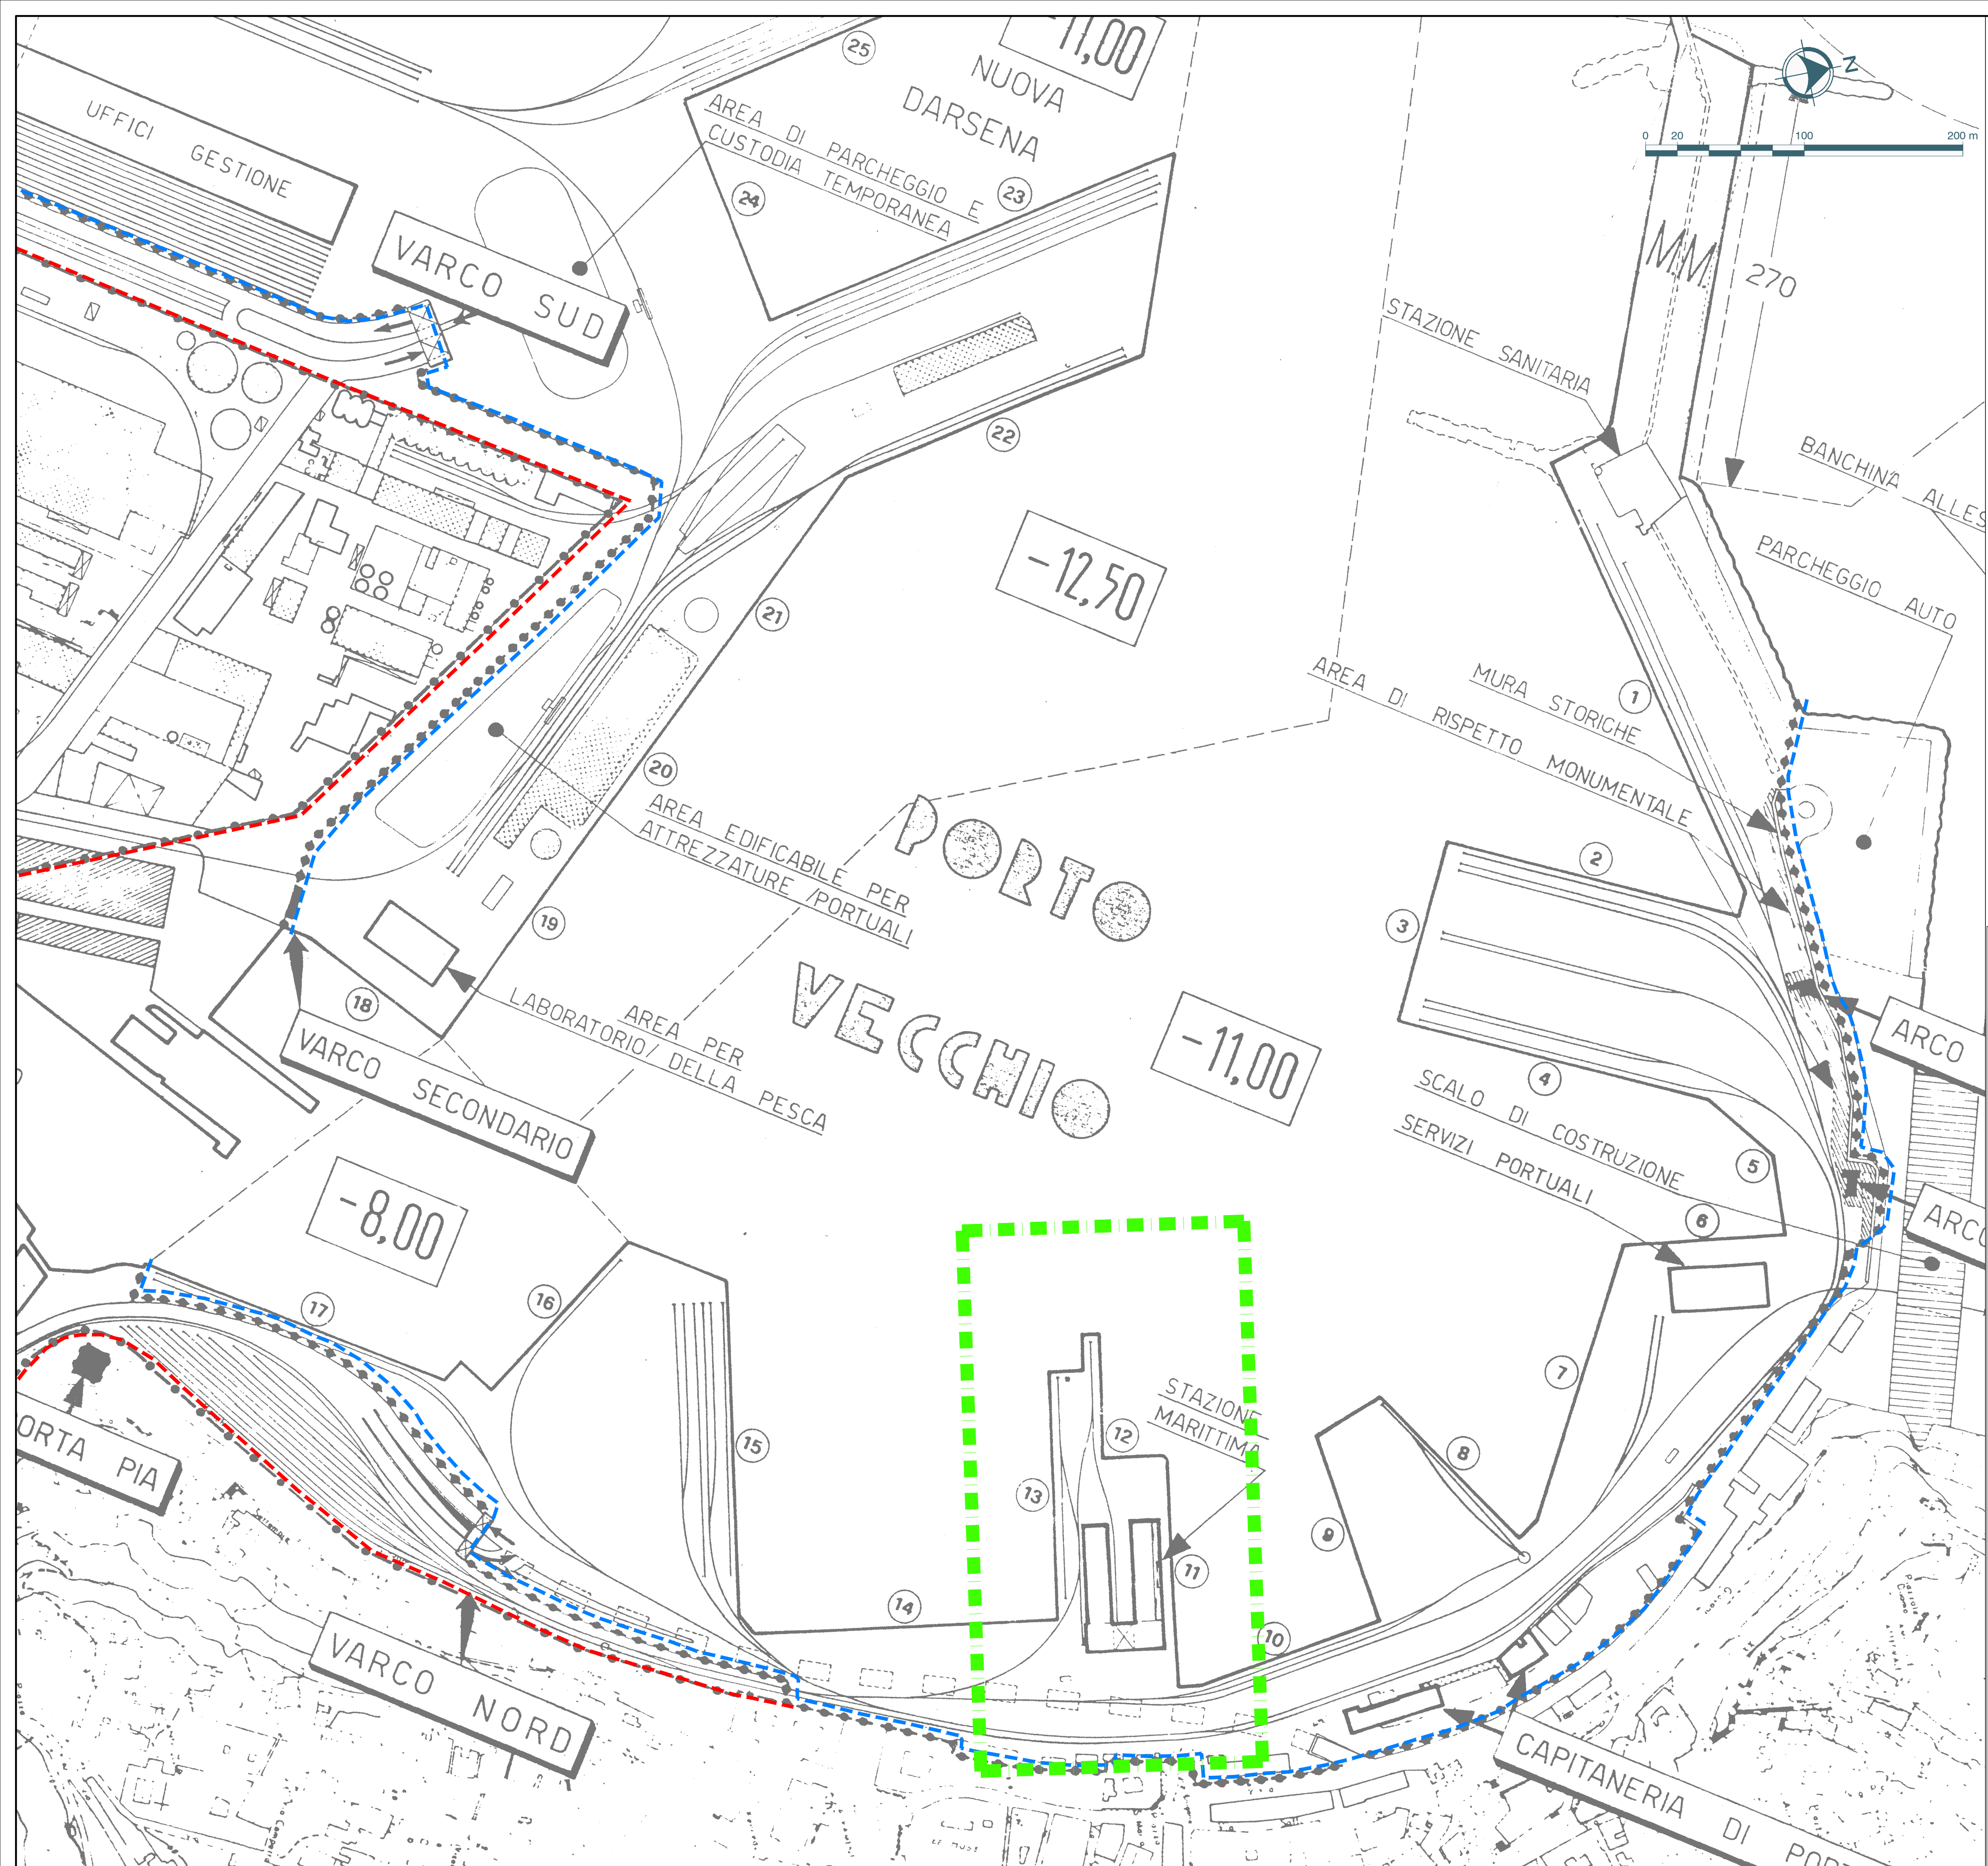 25
-11,00
NUOVA
DARSENA
N
0 20 100 200 m
UFFICI GESTIONE
AREA DI PARCHEGGIO E
CUSTODIA TEMPORANEA
24
23
VARCO SUD
M.M.
270
STAZIONE SANITARIA
22
BANCHINA ALLES
PARCHEGGIO AUTO
-12,50
21
1
MURA STORICHE
AREA DI RISPETTO MONUMENTALE
20
AREA EDIFICABILE PER
ATTREZZATURE /PORTUALI
PORTO
VECCHIO
2
3
19
18
LABORATORIO/ DELLA PESCA
AREA PER
VARCO SECONDARIO
-11,00
ARCO
4
SCALO DI COSTRUZIONE
SERVIZI PORTUALI
5
6
ARCO
-8,00
17
16
15
14
13
12
11
10
9
8
7
STAZIONE
MARITTIMA
ORTA PIA
VARCO NORD
CAPITANERIA DI PORT